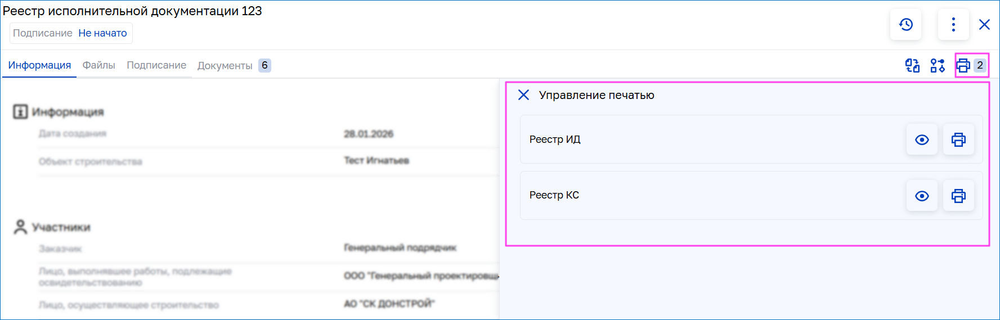 Реестр исполнительной документации 123
Подписание Не начато
Информация Файлы Подписание Документы 6 2
Управление печатью
Информация
Дата создания 28.01.2026
Реестр ИД
Объект строительства Тест Игнатьев
Реестр КС
Участники
Заказчик Генеральный подрядчик
Лицо, выполнявшее работы, подлежащие
освидетельствованию
ООО "Генеральный проектировщи
Лицо, осуществляющее строительство АО "СК ДОНСТРОЙ"